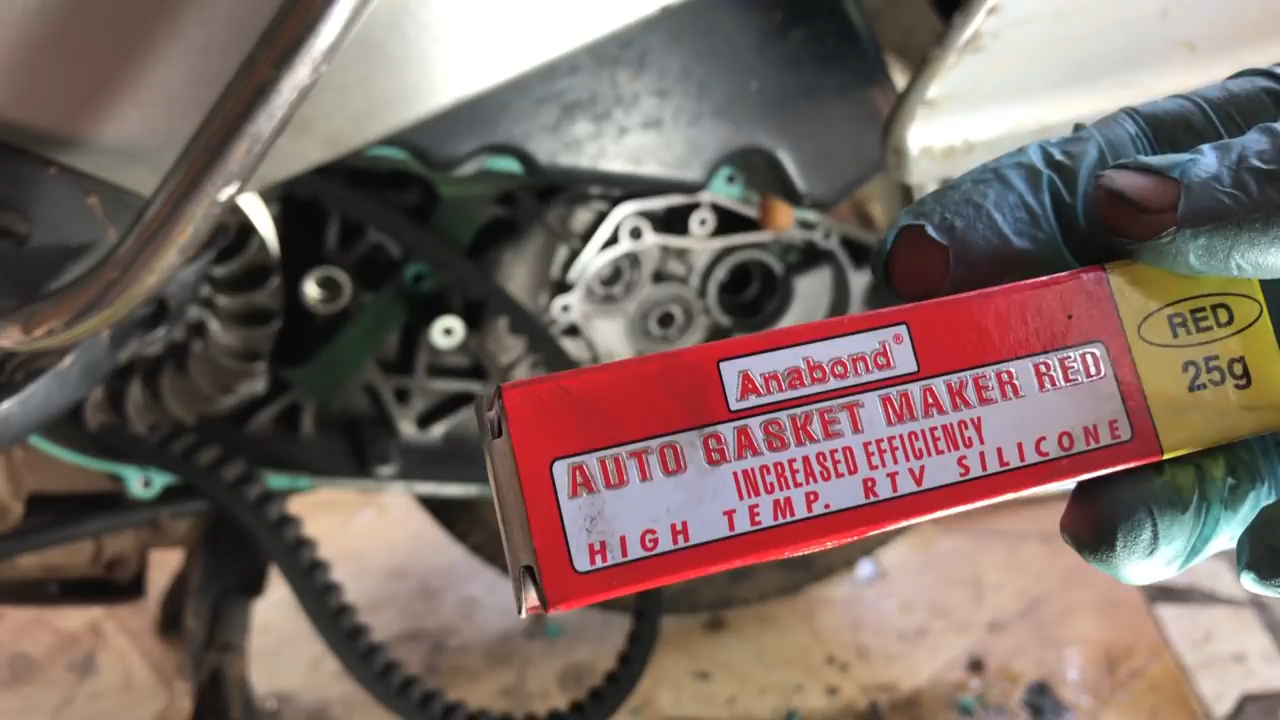 Anabond®
AUTO GASKET MAKER RED
INCREASED EFFICIENCY
HIGH TEMP. RTV SILICONE
RED
25g